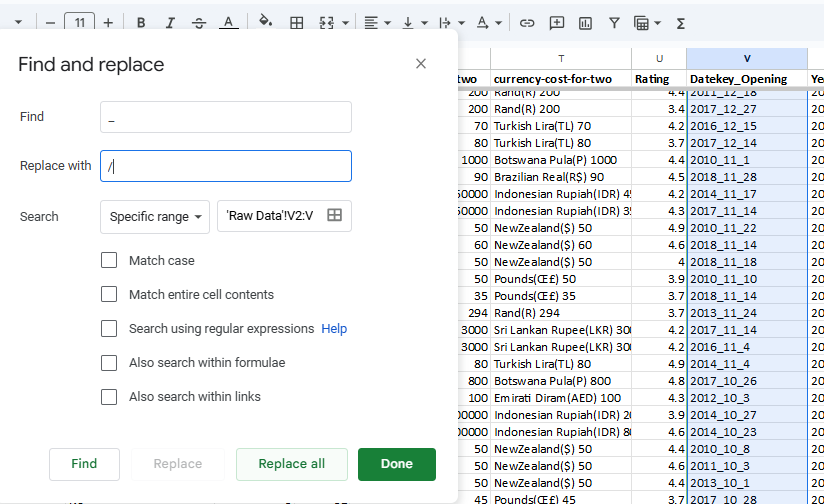 11 B I S A Σ
Find and replace
Find _
Replace with /
Search Specific range 'Raw Data'!V2:V
Match case
Match entire cell contents
Search using regular expressions Help
Also search within formulae
Also search within links
Find Replace Replace all Done
T U V
two currency-cost-for-two Rating Datekey_Opening Ye
200 Rand(R) 200 4.4 2011_12_18 20
200 Rand(R) 200 3.4 2017_12_27 20
70 Turkish Lira(TL) 70 4.2 2016_12_15 20
80 Turkish Lira(TL) 80 3.7 2017_12_14 20
1000 Botswana Pula(P) 1000 4.4 2010_11_1 20
90 Brazilian Real(R$) 90 4.5 2018_11_28 20
50000 Indonesian Rupiah(IDR) 45 4.2 2014_11_17 20
50000 Indonesian Rupiah(IDR) 35 4.3 2017_11_14 20
50 NewZealand($) 50 4.9 2010_11_22 20
60 NewZealand($) 60 4.6 2018_11_14 20
50 NewZealand($) 50 4 2018_11_18 20
50 Pounds(Œ£) 50 3.9 2010_11_10 20
35 Pounds(Œ£) 35 3.7 2018_11_14 20
294 Rand(R) 294 3.7 2013_11_24 20
3000 Sri Lankan Rupee(LKR) 300 4.2 2017_11_14 20
3000 Sri Lankan Rupee(LKR) 300 4.2 2016_11_4 20
80 Turkish Lira(TL) 80 4.9 2014_11_4 20
800 Botswana Pula(P) 800 4.8 2017_10_26 20
100 Emirati Diram(AED) 100 4.3 2012_10_3 20
00000 Indonesian Rupiah(IDR) 20 3.9 2014_10_27 20
00000 Indonesian Rupiah(IDR) 80 4.6 2014_10_23 20
50 NewZealand($) 50 4.4 2010_10_8 20
50 NewZealand($) 50 4.6 2011_10_3 20
50 NewZealand($) 50 4.4 2013_10_1 20
45 Pounds(Œ£) 45 3.7 2017_10_28 20